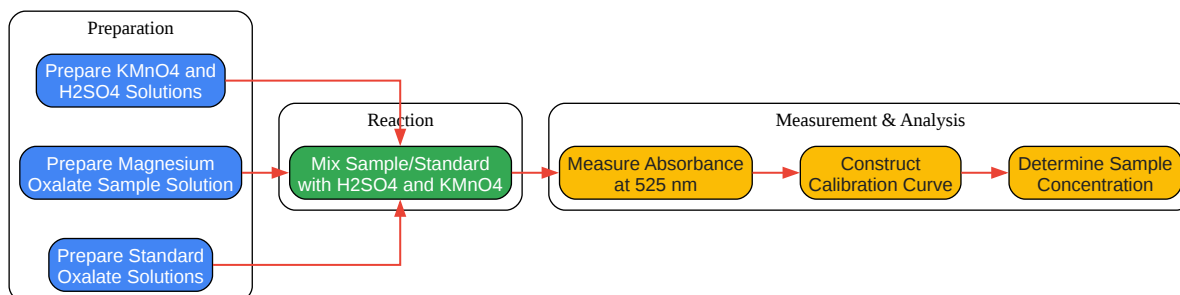 Preparation
Prepare KMnO4 and
H2SO4 Solutions
Prepare Magnesium
Oxalate Sample Solution
Prepare Standard
Oxalate Solutions
Reaction
Mix Sample/Standard
with H2SO4 and KMnO4
Measurement & Analysis
Measure Absorbance
at 525 nm
Construct
Calibration Curve
Determine Sample
Concentration